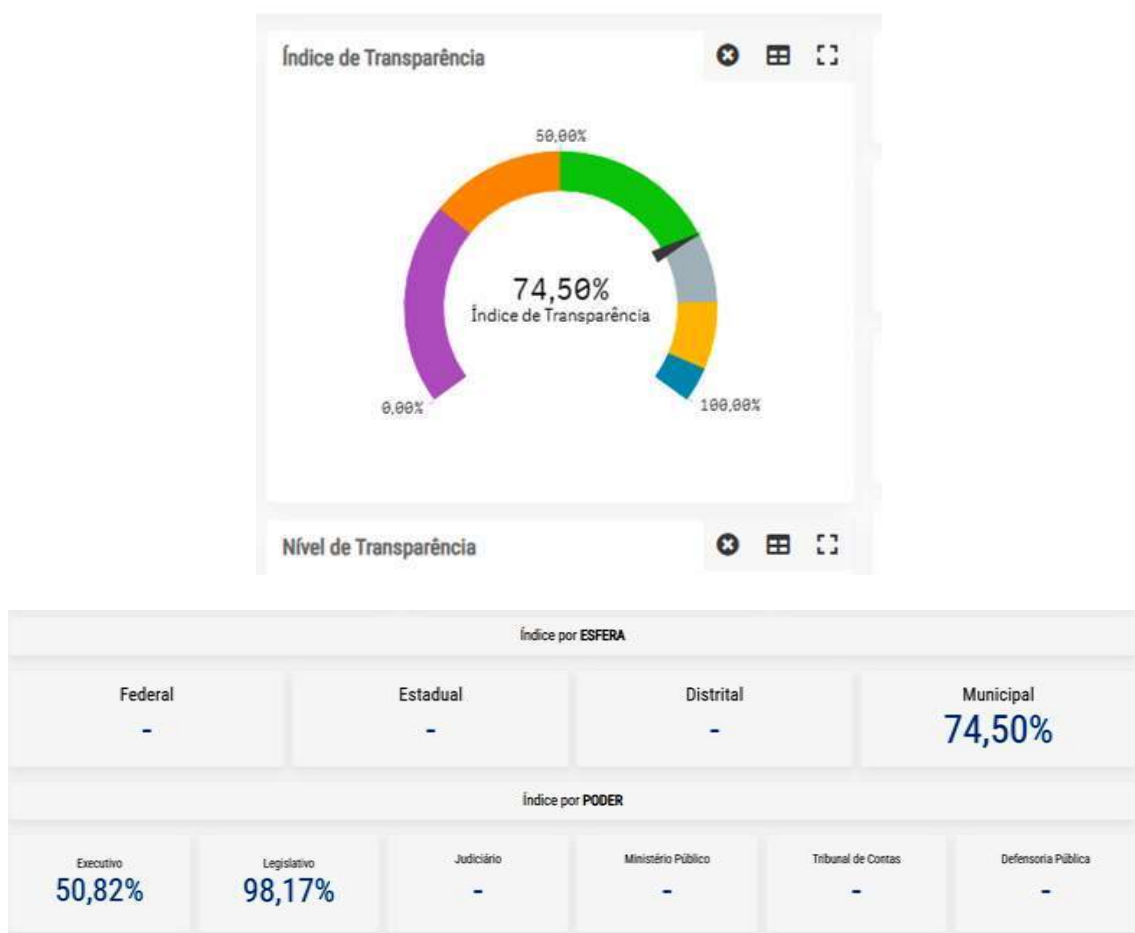 Índice de Transparência
50,00%
74,50%
Índice de Transparência
0,00%
100,00%
Nível de Transparência
Índice por ESFERA
Federal
Estadual
Distrital
Municipal
-
-
-
74,50%
Índice por PODER
Executivo
Legislativo
Judiciário
Ministério Público
Tribunal de Contas
Defensoria Pública
50,82%
98,17%
-
-
-
-